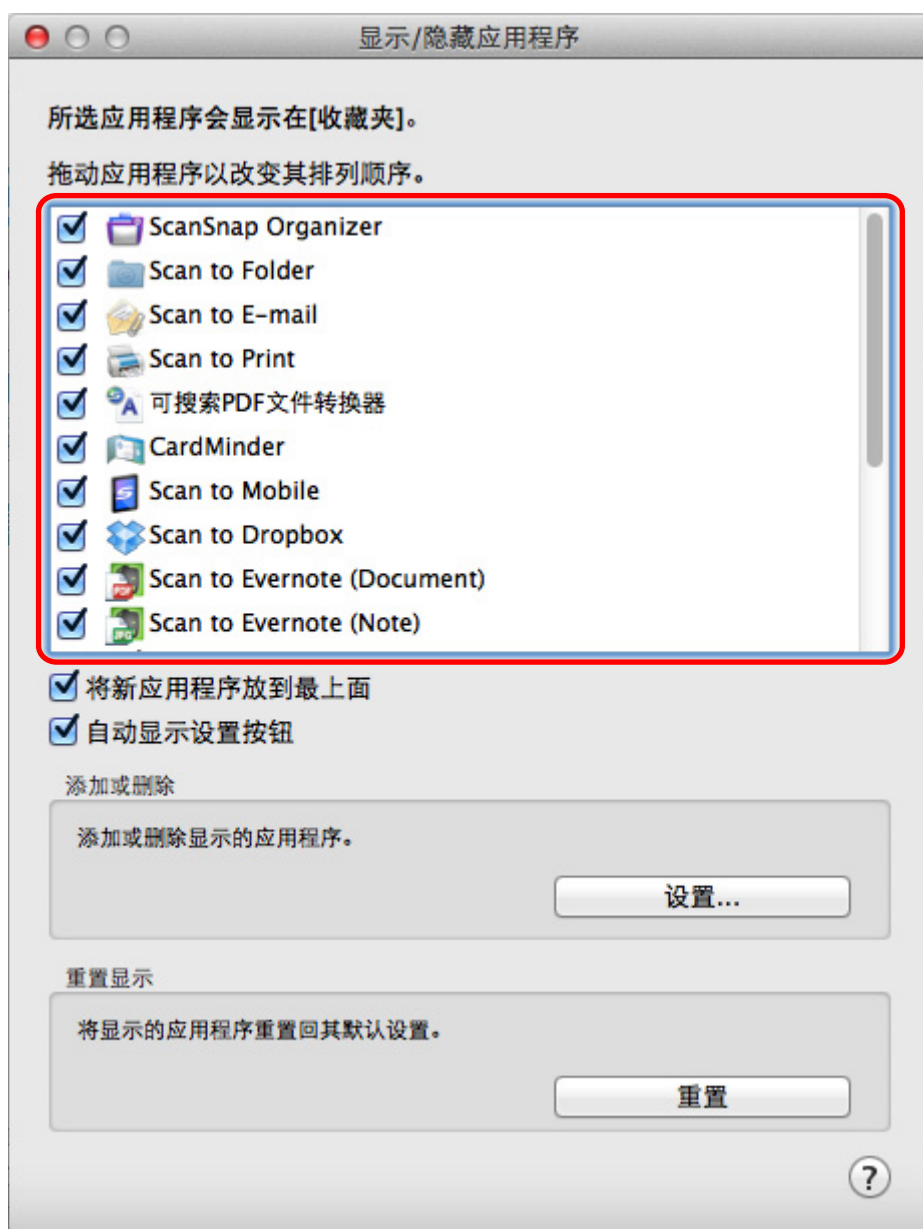 显示/隐藏应用程序
所选应用程序会显示在[收藏夹]。
拖动应用程序以改变其排列顺序。
ScanSnap Organizer
Scan to Folder
Scan to E-mail
Scan to Print
可搜索PDF文件转换器
CardMinder
Scan to Mobile
Scan to Dropbox
Scan to Evernote (Document)
Scan to Evernote (Note)
将新应用程序放到最上面
自动显示设置按钮
添加或删除
添加或删除显示的应用程序。
设置...
重置显示
将显示的应用程序重置回其默认设置。
重置
?